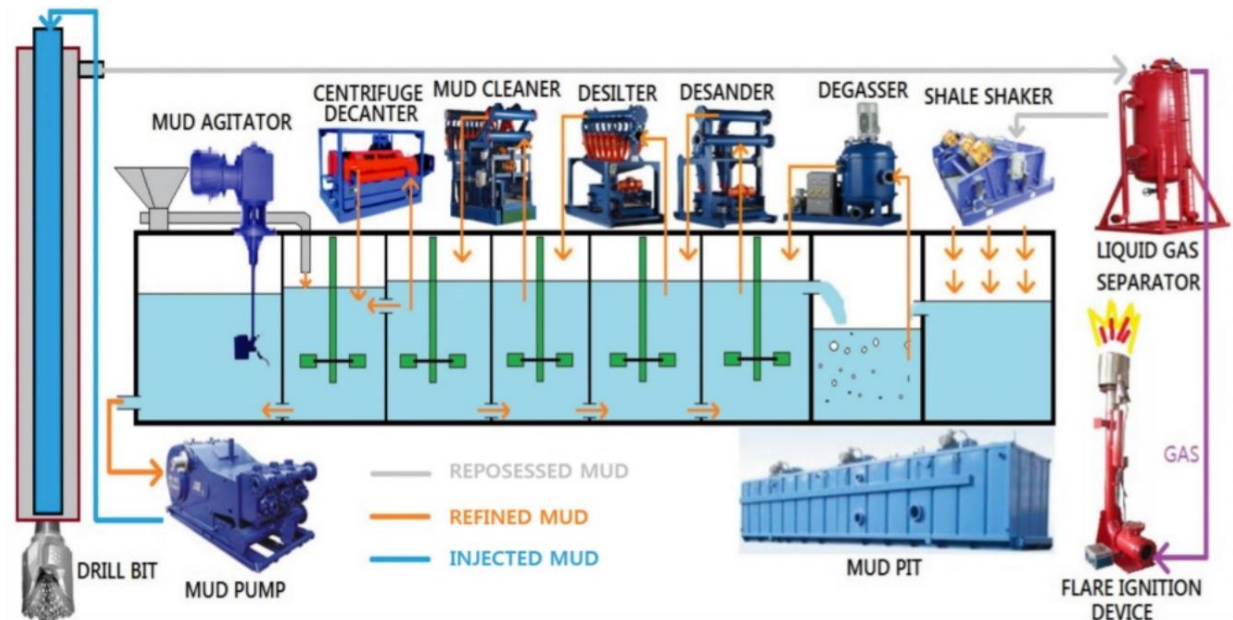 MUD AGITATOR
CENTRIFUGE
DECANTER
MUD CLEANER
DESILTER
DESANDER
DEGASSER
SHALE SHAKER
LIQUID GAS
SEPARATOR
GAS
REPOSESSED MUD
REFINED MUD
INJECTED MUD
DRILL BIT
MUD PUMP
MUD PIT
FLARE IGNITION
DEVICE